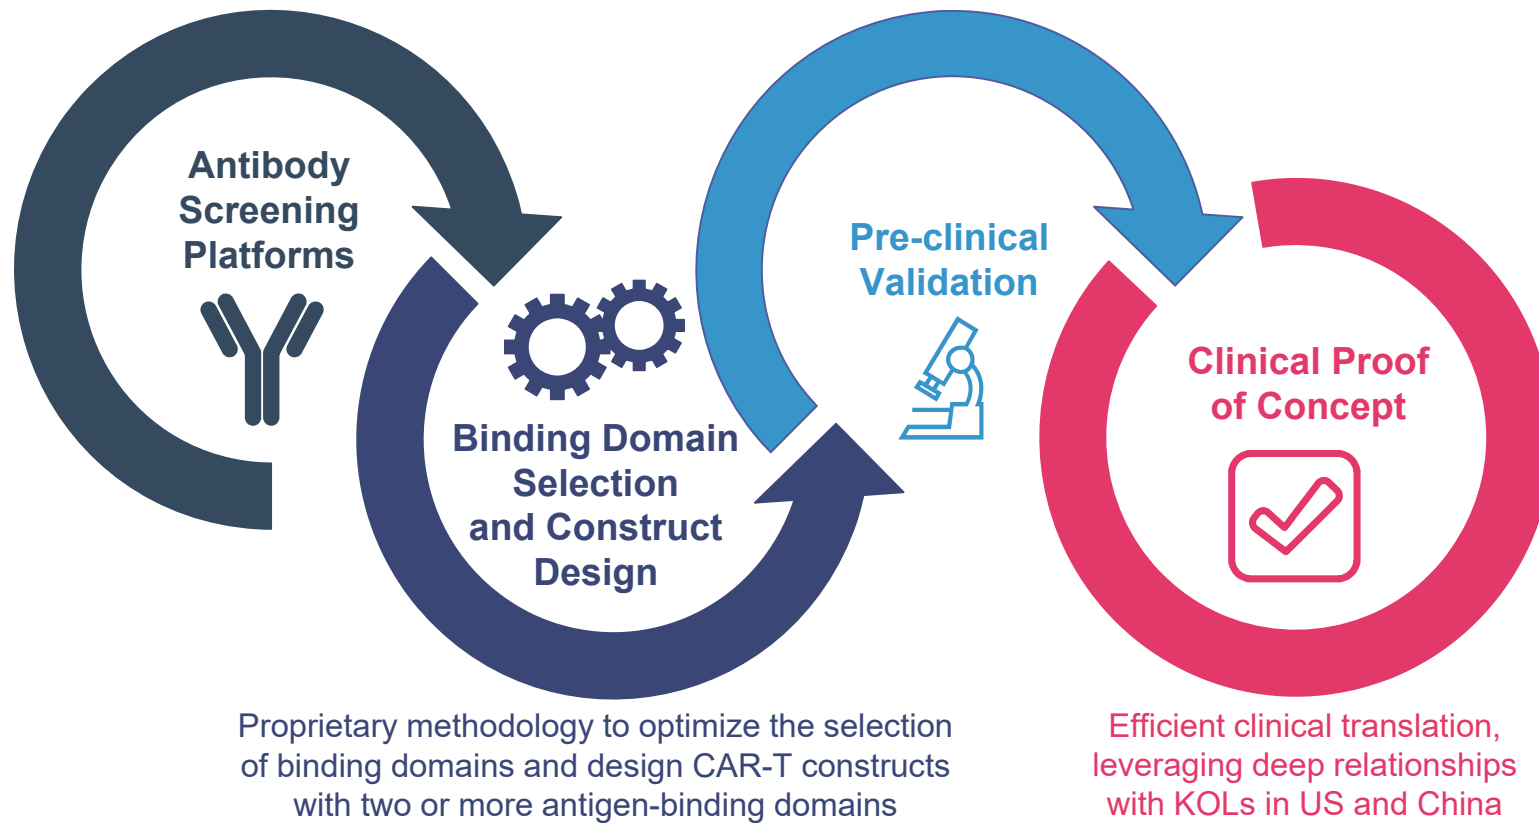 Antibody
Screening
Platforms
Binding Domain
Selection
and Construct
Design
Proprietary methodology to optimize the selection
of binding domains and design CAR-T constructs
with two or more antigen-binding domains
Pre-clinical
Validation
Clinical Proof
of Concept
Efficient clinical translation,
leveraging deep relationships
with KOLs in US and China